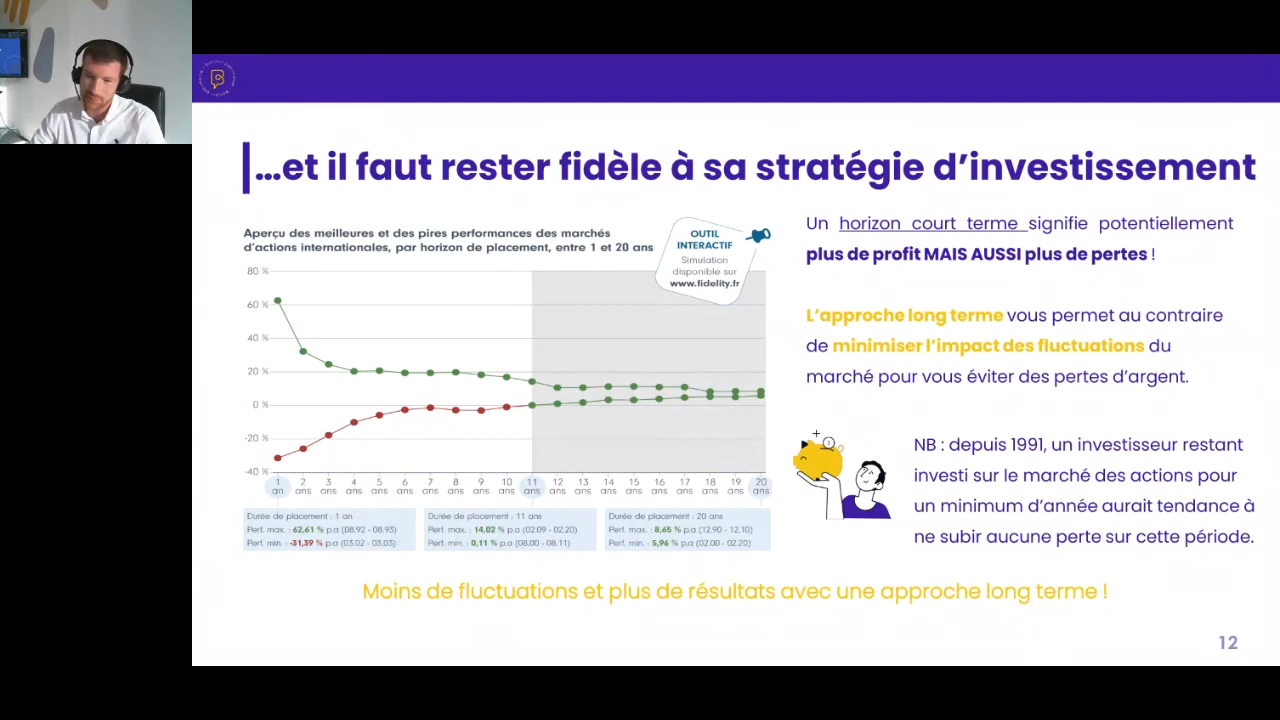 ...et il faut rester fidèle à sa stratégie d’investissement
Aperçu des meilleures et des pires performances des marchés
d’actions internationales, par horizon de placement, entre 1 et 20 ans
OUTIL
INTERACTIF
Simulation
disponible sur
www.fidelity.fr
80 %
60 %
40 %
20 %
0 %
-20 %
-40 %
1 2 3 4 5 6 7 8 9 10 11 12 13 14 15 16 17 18 19 20
an ans ans ans ans ans ans ans ans ans ans ans ans ans ans ans ans ans ans ans
Durée de placement : 1 an
Perf. max. : 62,61 % p.a (08.92 - 08.93)
Perf. min. : -31,39 % p.a (03.02 - 03.03)
Durée de placement : 11 ans
Perf. max. : 14,02 % p.a (02.09 - 02.20)
Perf. min. : 0,11 % p.a (08.00 - 08.11)
Durée de placement : 20 ans
Perf. max. : 8,65 % p.a (12.90 - 12.10)
Perf. min. : 5,96 % p.a (02.00 - 02.20)
Un horizon court terme signifie potentiellement
plus de profit MAIS AUSSI plus de pertes !
L’approche long terme vous permet au contraire
de minimiser l’impact des fluctuations du
marché pour vous éviter des pertes d’argent.
NB : depuis 1991, un investisseur restant
investi sur le marché des actions pour
un minimum d’année aurait tendance à
ne subir aucune perte sur cette période.
Moins de fluctuations et plus de résultats avec une approche long terme !
12